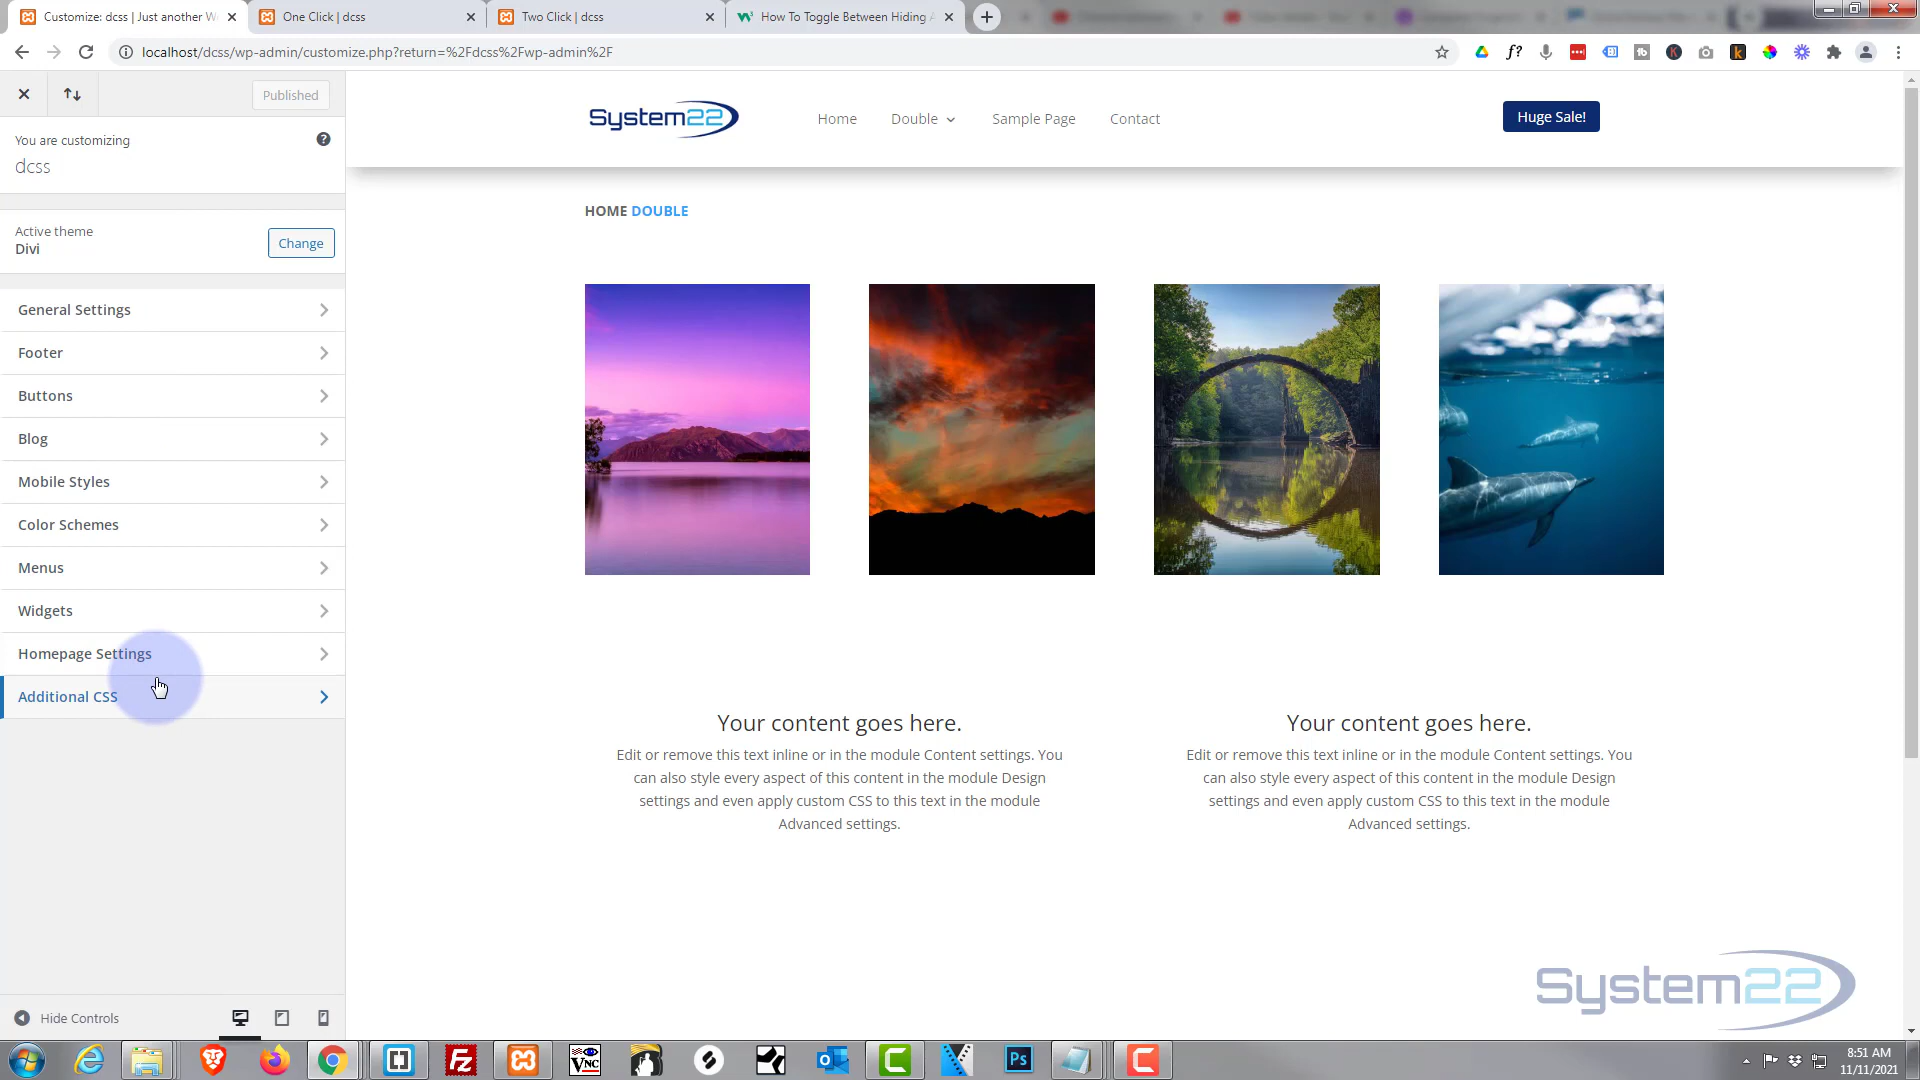 Customize: dcss | Just another W
One Click | dcss
Two Click | dcss
How To Toggle Between Hiding A
localhost/dcss/wp-admin/customize.php?return=%2Fdcss%2Fwp-admin%2F
Published
You are customizing
dcss
Active theme
Divi
Change
General Settings
Footer
Buttons
Blog
Mobile Styles
Color Schemes
Menus
Widgets
Homepage Settings
Additional CSS
Hide Controls
System22
Home
Double
Sample Page
Contact
Huge Sale!
HOME DOUBLE
Your content goes here.
Edit or remove this text inline or in the module Content settings. You
can also style every aspect of this content in the module Design
settings and even apply custom CSS to this text in the module
Advanced settings.
Your content goes here.
Edit or remove this text inline or in the module Content settings. You
can also style every aspect of this content in the module Design
settings and even apply custom CSS to this text in the module
Advanced settings.
System22
8:51 AM
11/11/2021